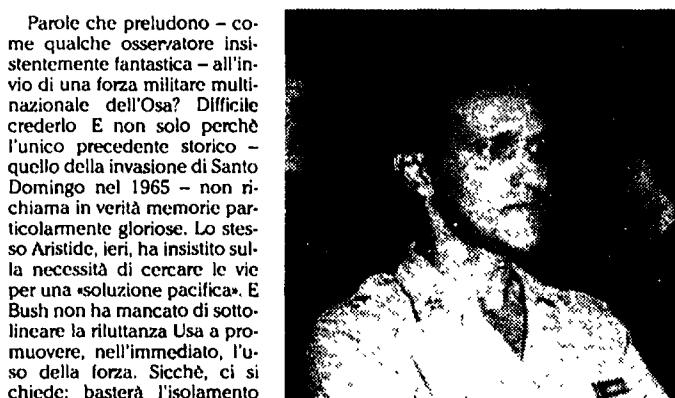 Parole che preludono – co-
me qualche osservatore insi-
stentemente fantastica – all'in-
vio di una forza militare multi-
nazionale dell'Osa? Difficile
crederlo E non solo perchè
l'unico precedente storico –
quello della invasione di Santo
Domingo nel 1965 – non ri-
chiama in verità memorie par-
ticolarmente gloriose. Lo stes-
so Aristide, ieri, ha insistito sul-
la necessità di cercare le vie
per una «soluzione pacifica». E
Bush non ha mancato di sotto-
lineare la riluttanza Usa a pro-
muovere, nell'immediato, l'u-
so della forza. Sicchè, ci si
chiede: basterà l'isolamento